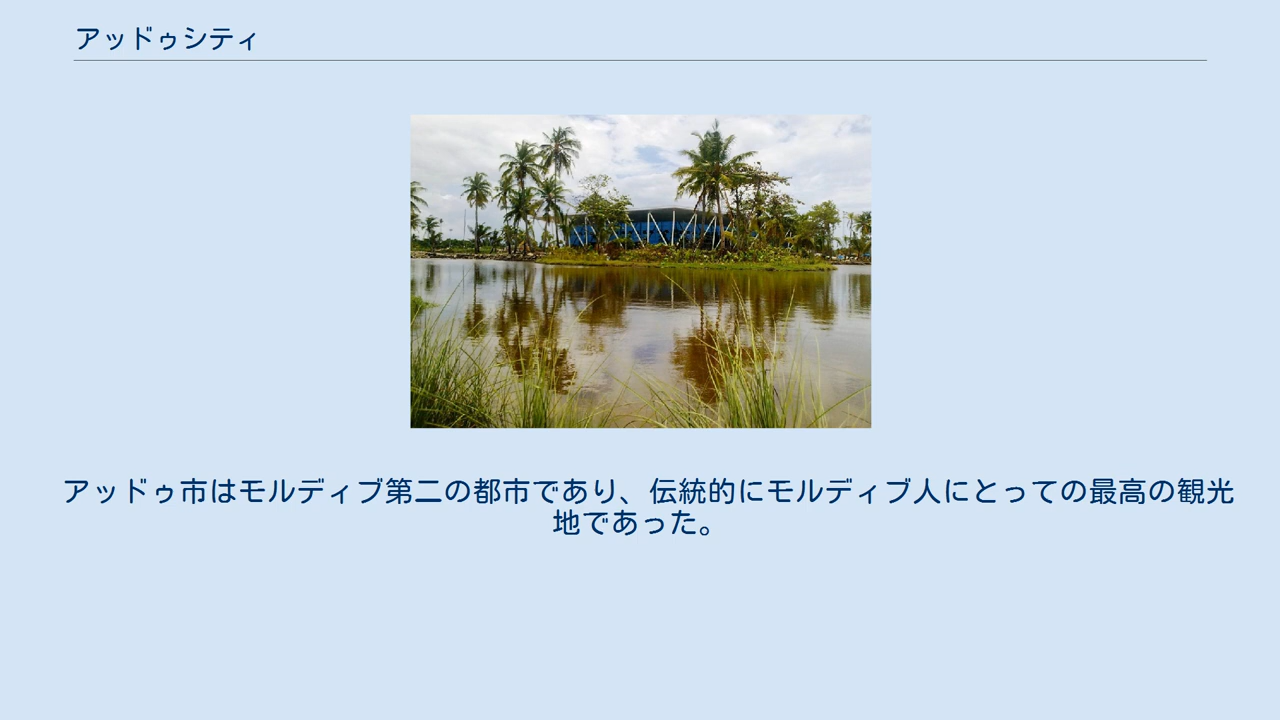 アッドゥシティ
アッドゥ市はモルディブ第二の都市であり、伝統的にモルディブ人にとっての最高の観光
地であった。